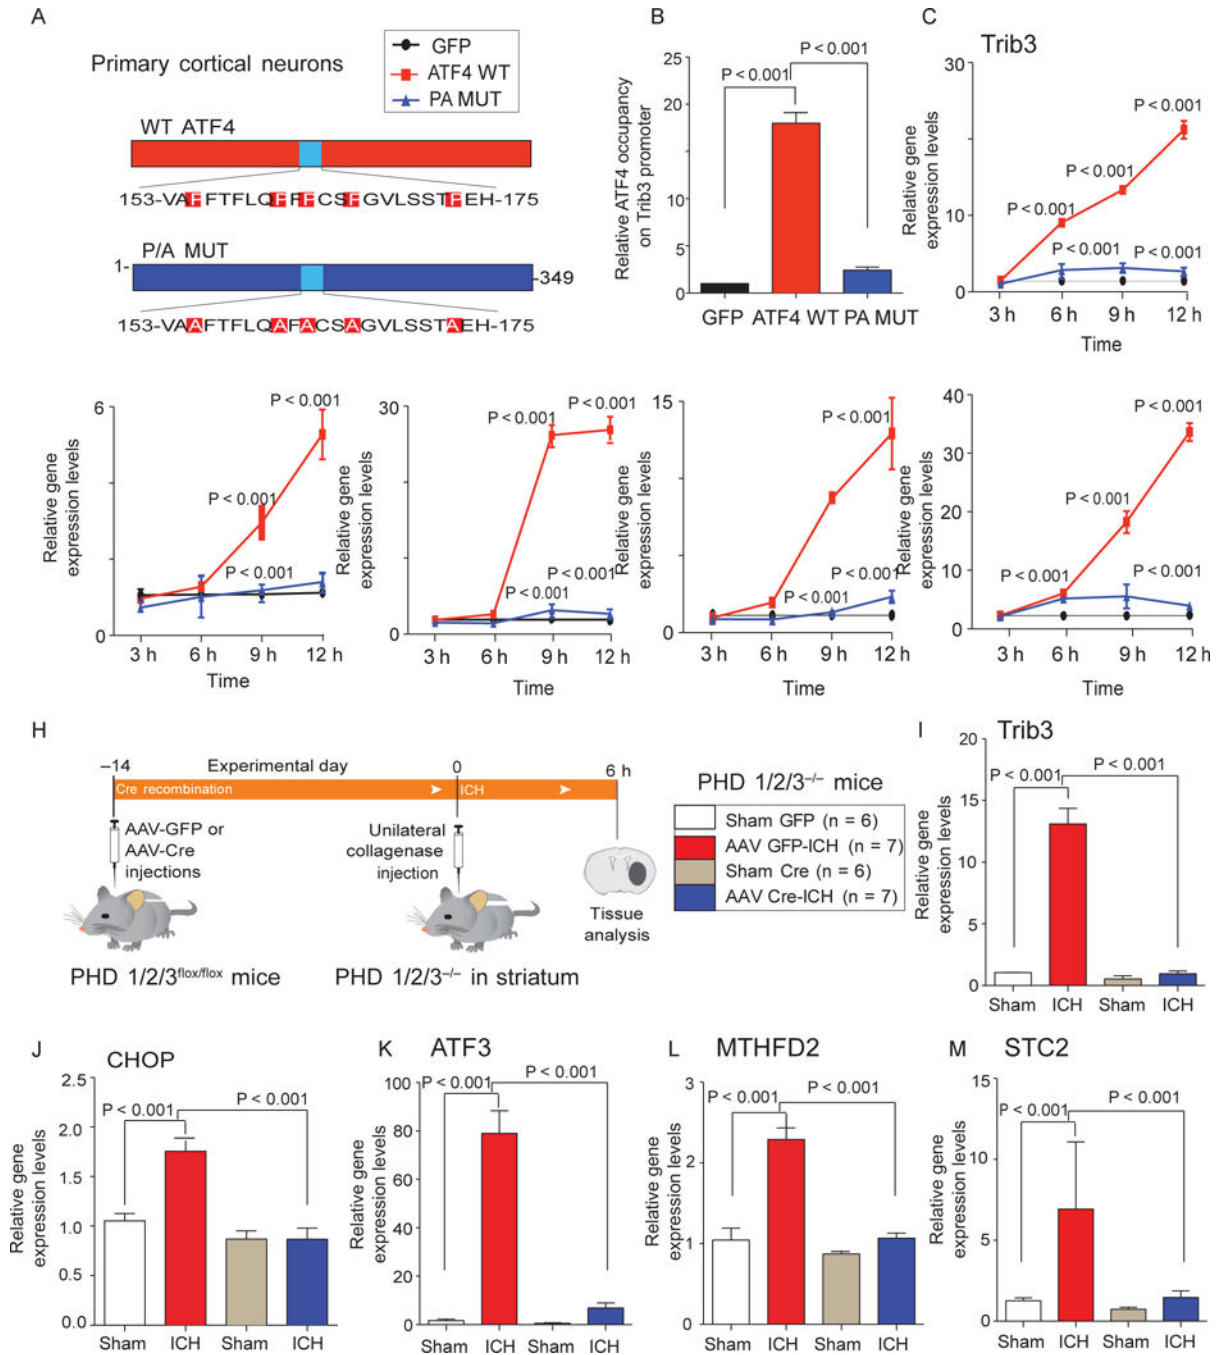 A
Primary cortical neurons
GFP
ATF4 WT
PA MUT
WT ATF4
153-VAPFTFLQPFPCSPGVLSSTPEH-175
P/A MUT
1-
-349
153-VAAFTFLQAFACSAGVLSSTAEH-175
B
Relative ATF4 occupancy
on Trib3 promoter
25
20
15
10
5
0
P < 0.001
P < 0.001
GFP ATF4 WT PA MUT
C
Trib3
Relative gene
expression levels
30
20
10
0
P < 0.001
P < 0.001
P < 0.001
P < 0.001
P < 0.001
3 h 6 h 9 h 12 h
Time
Relative gene
expression levels
6
0
P < 0.001
P < 0.001
P < 0.001
3 h 6 h 9 h 12 h
Time
Relative gene
expression levels
30
0
P < 0.001
P < 0.001
P < 0.001
P < 0.001
3 h 6 h 9 h 12 h
Time
Relative gene
expression levels
15
0
P < 0.001
P < 0.001
P < 0.001
3 h 6 h 9 h 12 h
Time
Relative gene
expression levels
40
30
20
10
0
P < 0.001
P < 0.001
P < 0.001
P < 0.001
3 h 6 h 9 h 12 h
Time
H
–14 Experimental day 0 6 h
Cre recombination ICH
AAV-GFP or
AAV-Cre
injections
Unilateral
collagenase
injection
Tissue
analysis
PHD 1/2/3flox/flox mice
PHD 1/2/3–/– in striatum
PHD 1/2/3–/– mice
Sham GFP (n = 6)
AAV GFP-ICH (n = 7)
Sham Cre (n = 6)
AAV Cre-ICH (n = 7)
I
Trib3
Relative gene
expression levels
20
15
10
5
0
P < 0.001
P < 0.001
Sham ICH Sham ICH
J
CHOP
Relative gene
expression levels
2.5
2.0
1.5
1.0
0.5
0.0
P < 0.001
P < 0.001
Sham ICH Sham ICH
K
ATF3
Relative gene
expression levels
100
80
60
40
20
0
P < 0.001
P < 0.001
Sham ICH Sham ICH
L
MTHFD2
Relative gene
expression levels
3
2
1
0
P < 0.001
P < 0.001
Sham ICH Sham ICH
M
STC2
Relative gene
expression levels
15
10
5
0
P < 0.001
P < 0.001
Sham ICH Sham ICH